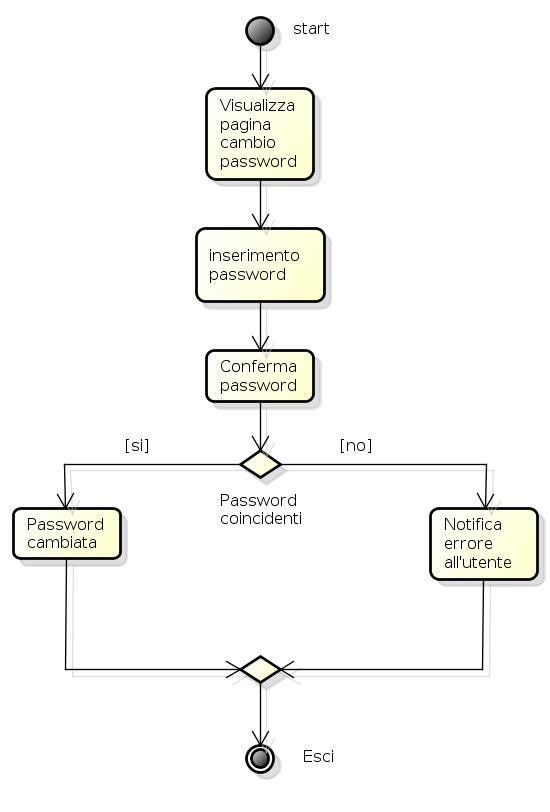 start
Visualizza
pagina
cambio
password
inserimento
password
Conferma
password
[si]
[no]
Password
coincidenti
Password
cambiata
Notifica
errore
all'utente
Esci